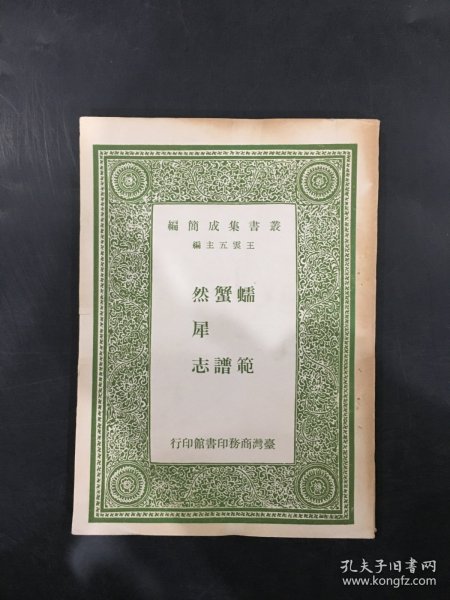 叢書集成簡編
王雲五主編
蠕範
蟹譜
然犀志
臺灣商務印書館印行
孔夫子旧书网
www.kongfz.com